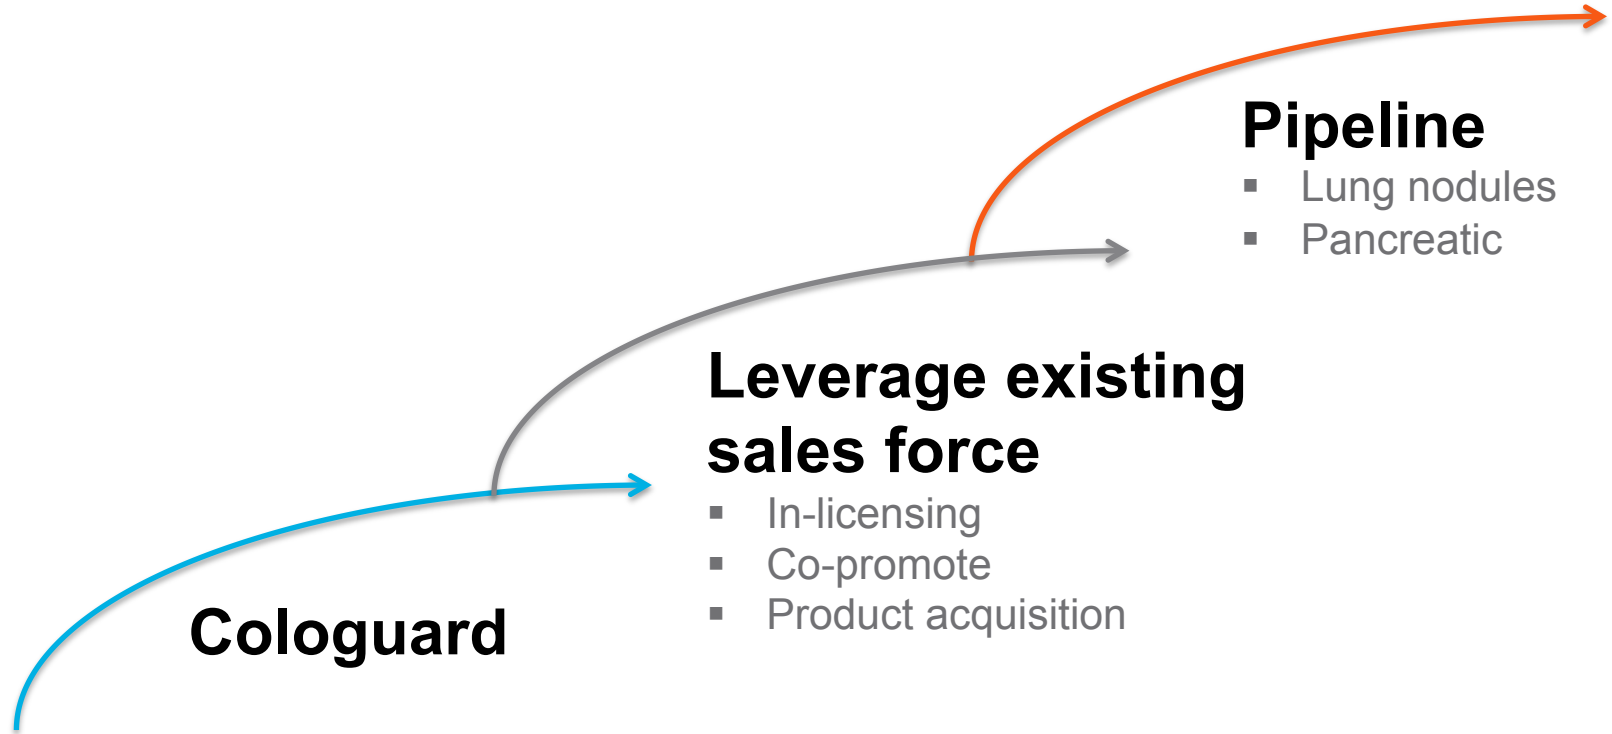 Pipeline
▪ Lung nodules
▪ Pancreatic
Leverage existing
sales force
▪ In-licensing
▪ Co-promote
▪ Product acquisition
Cologuard